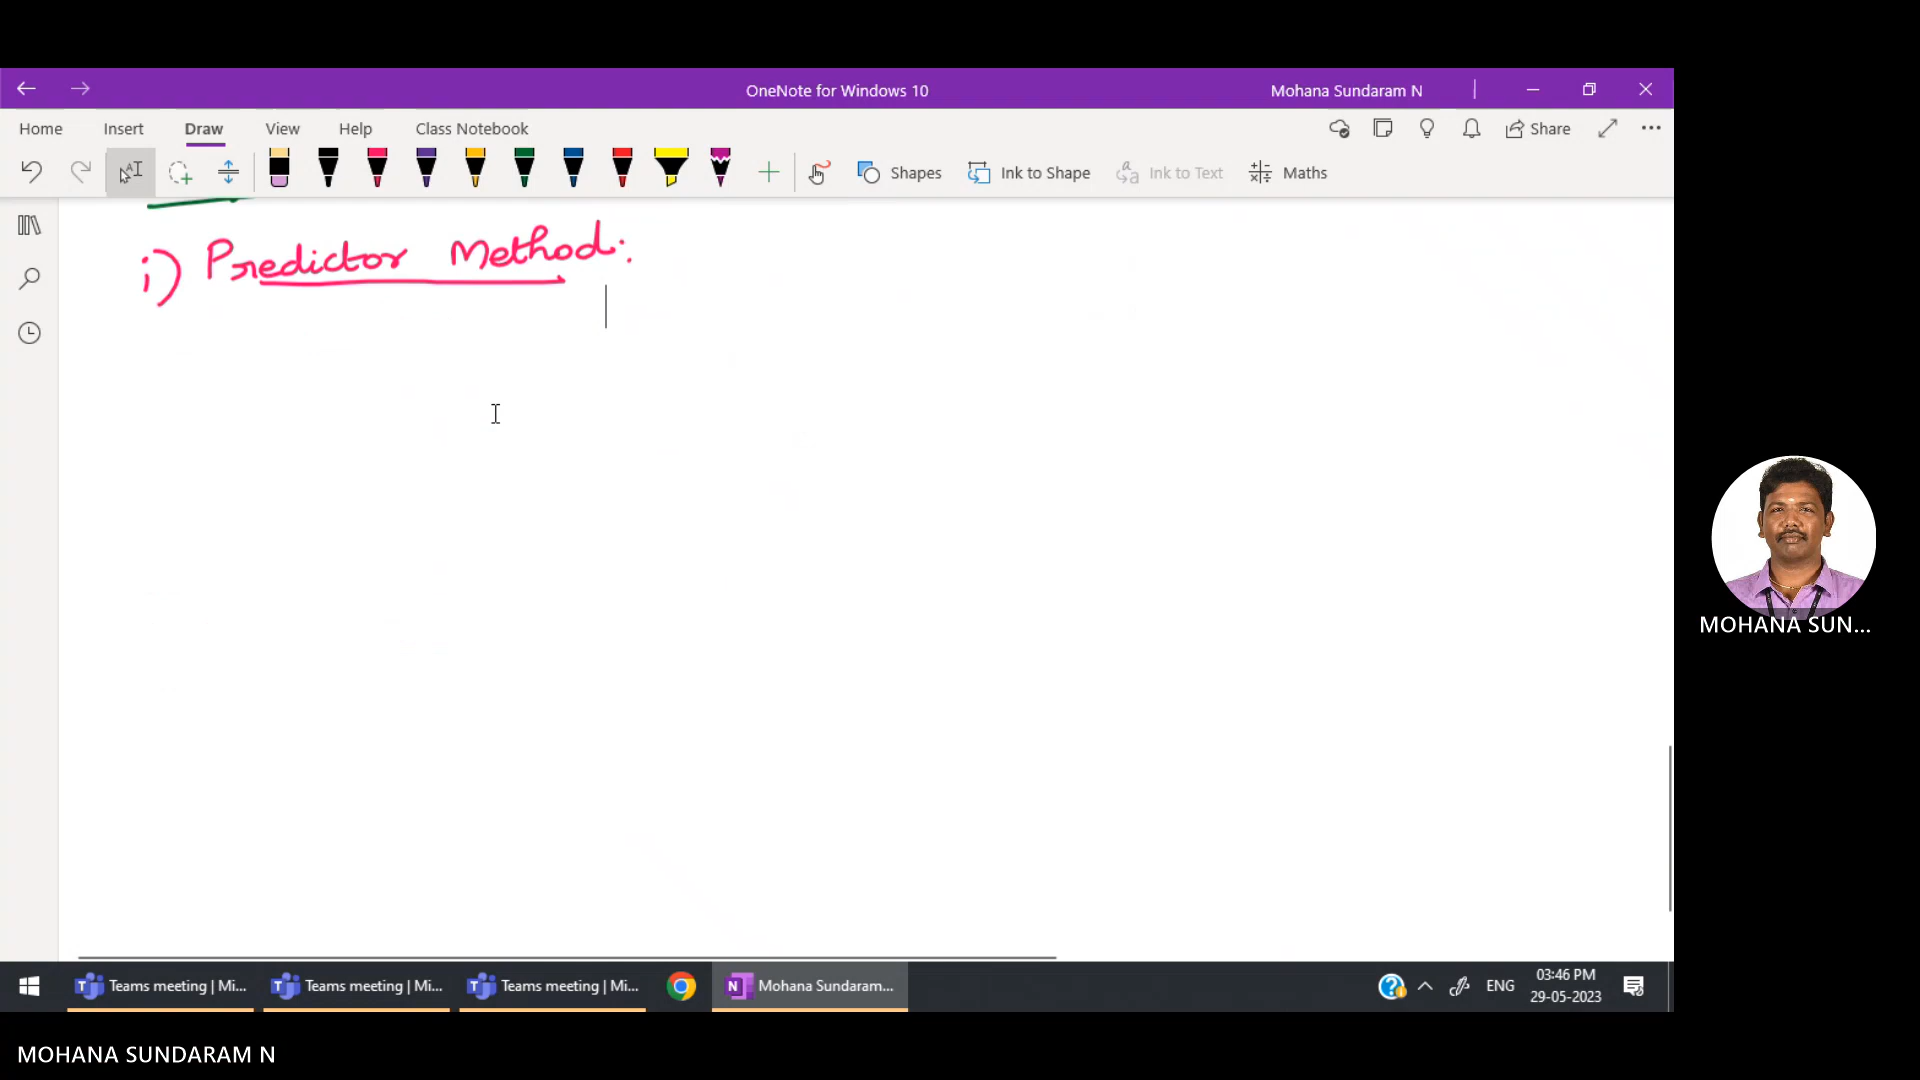 OneNote for Windows 10
Mohana Sundaram N
Home Insert Draw View Help Class Notebook
Share
Shapes Ink to Shape Ink to Text Maths
i) Predictor Method:
MOHANA SUN...
Teams meeting | Mi... Teams meeting | Mi... Teams meeting | Mi... Mohana Sundaram...
ENG
03:46 PM
29-05-2023
MOHANA SUNDARAM N